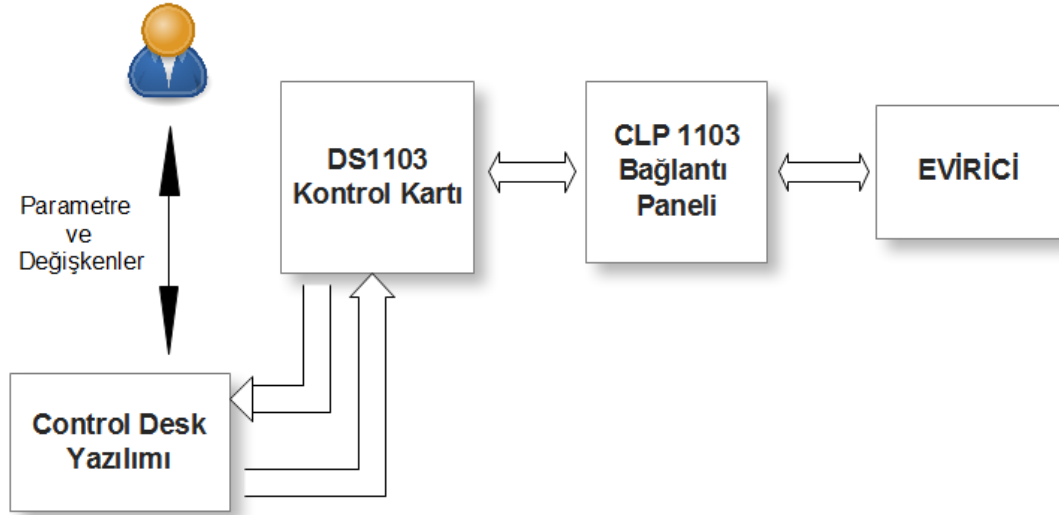 DS1103
Kontrol Kartı
CLP 1103
Bağlantı
Paneli
EVİRİCİ
Parametre
ve
Değişkenler
Control Desk
Yazılımı